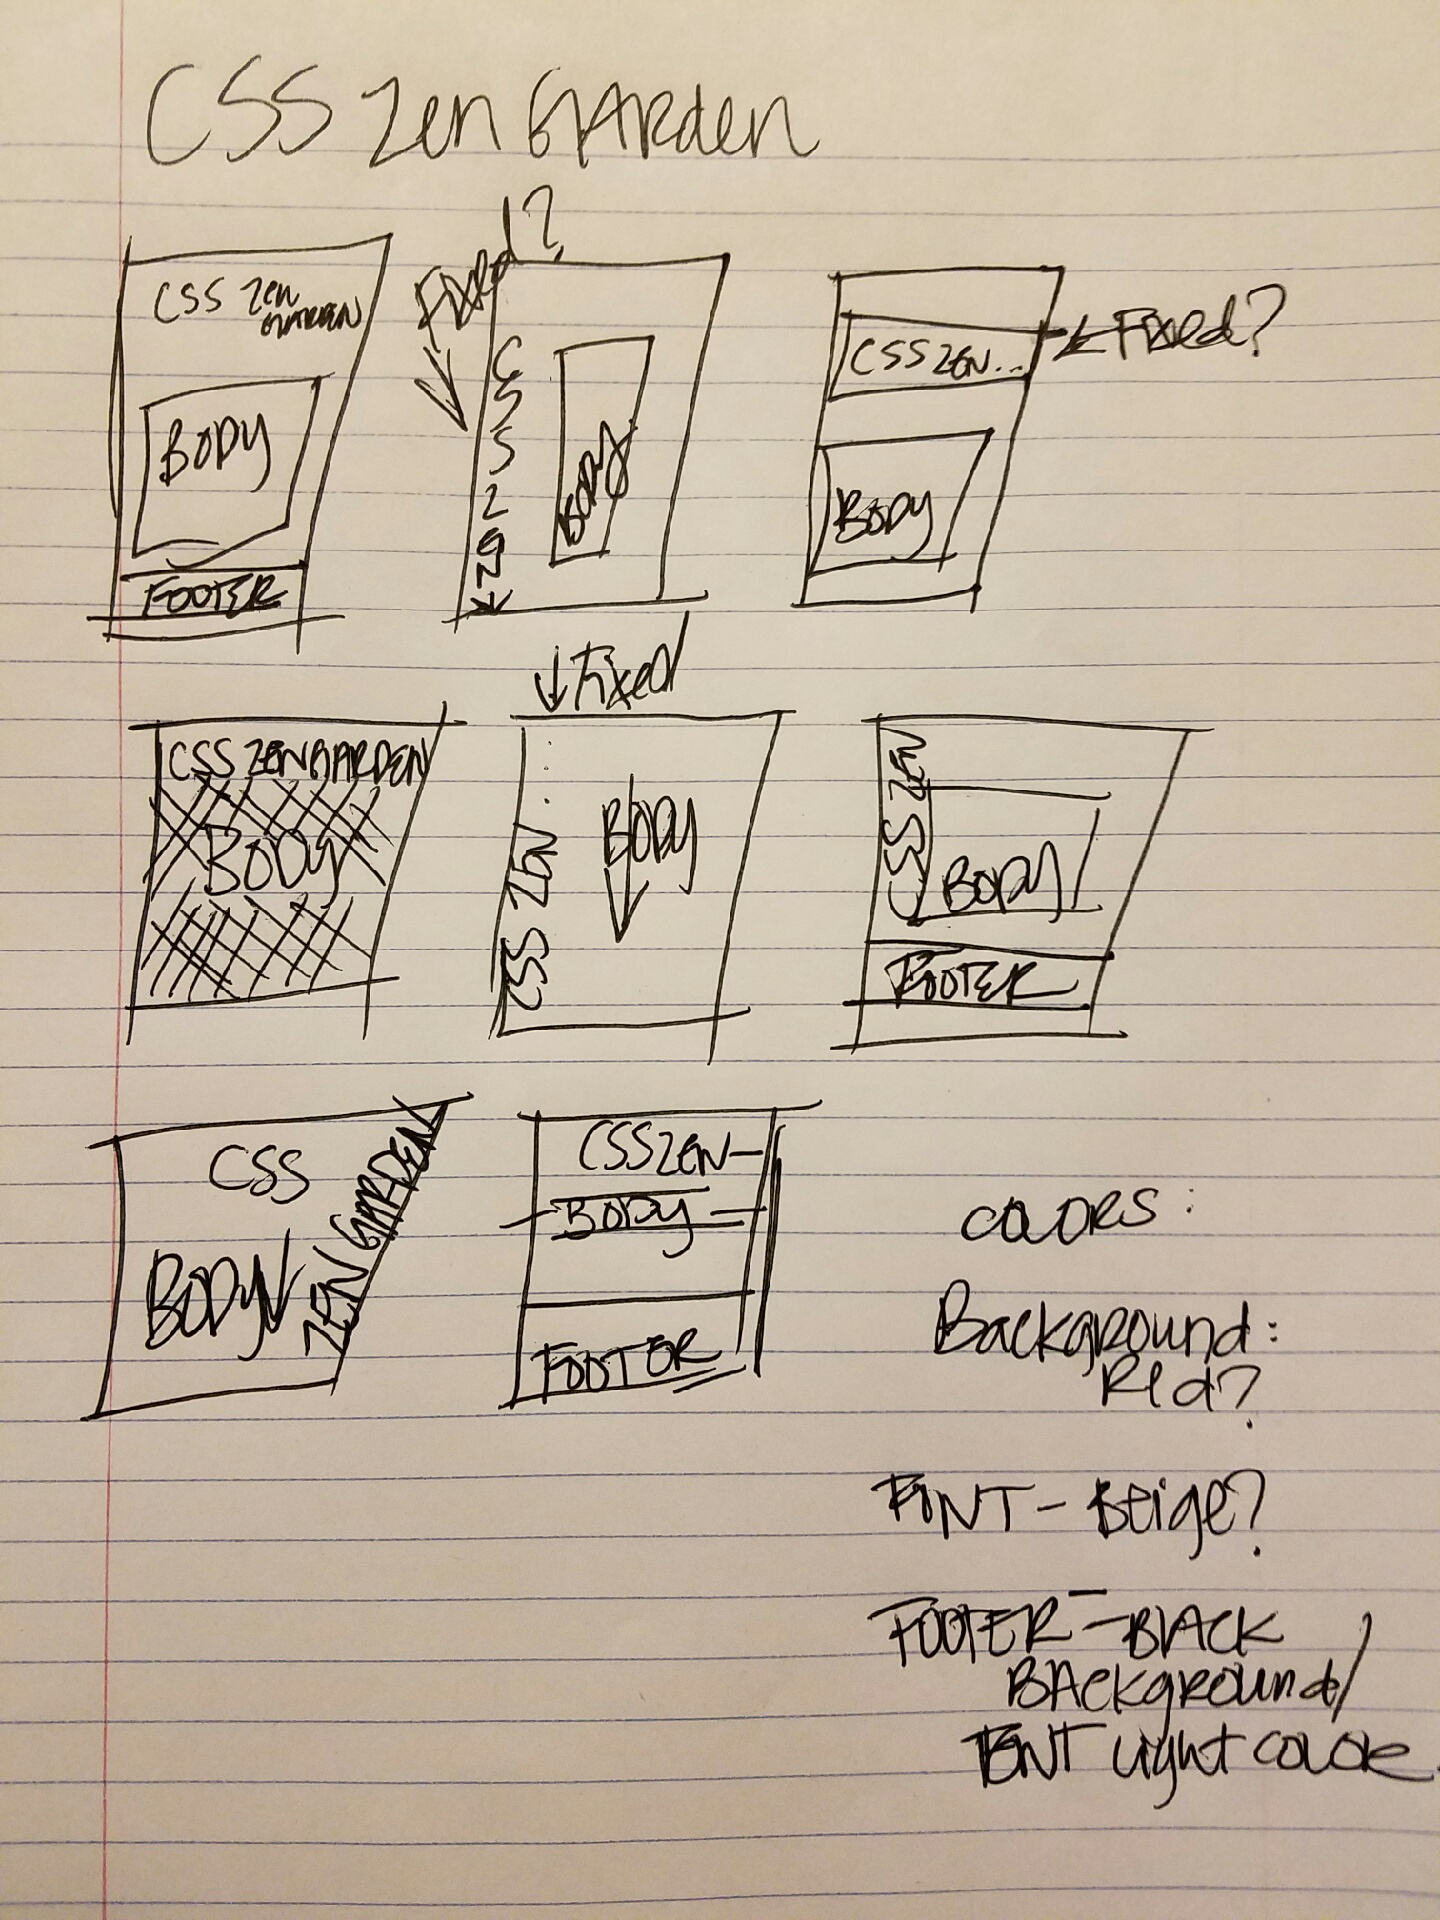 CSS Zen GARden
CSS Zen
GARDEN
BODY
FOOTER
Fixed?
CSS Z
BODY
CSS ZEN...
← Fixed?
BODY
CSS ZEN GARDEN
BODY
↓ Fixed
CSS ZEN...
BODY
CSS ZEN
BODY
FOOTER
CSS
ZEN GARDEN
BODY
CSS ZEN
BODY
FOOTER
COLORS:
Background:
Red?
FONT - Beige?
FOOTER - BLACK
BACKground/
FONT Light COLOR.